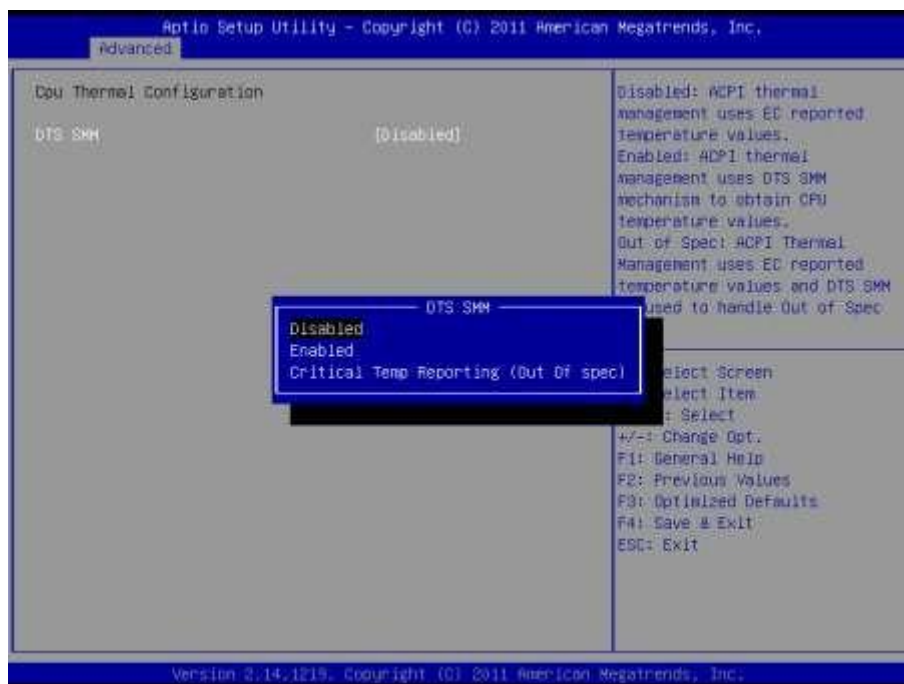 Aptio Setup Utility - Copyright (C) 2011 American Megatrends, Inc.
Advanced
Cpu Thermal Configuration
DTS SMM [Disabled]
Disabled: ACPI thermal
management uses EC reported
temperature values.
Enabled: ACPI thermal
management uses DTS SMM
mechanism to obtain CPU
temperature values.
Out of Spec: ACPI Thermal
Management uses EC reported
temperature values and DTS SMM
used to handle Out of Spec
DTS SMM
Disabled
Enabled
Critical Temp Reporting (Out Of spec)
elect Screen
elect Item
: Select
+/-: Change Opt.
F1: General Help
F2: Previous Values
F3: Optimized Defaults
F4: Save & Exit
ESC: Exit
Version 2.14.1219. Copyright (C) 2011 American Megatrends, Inc.